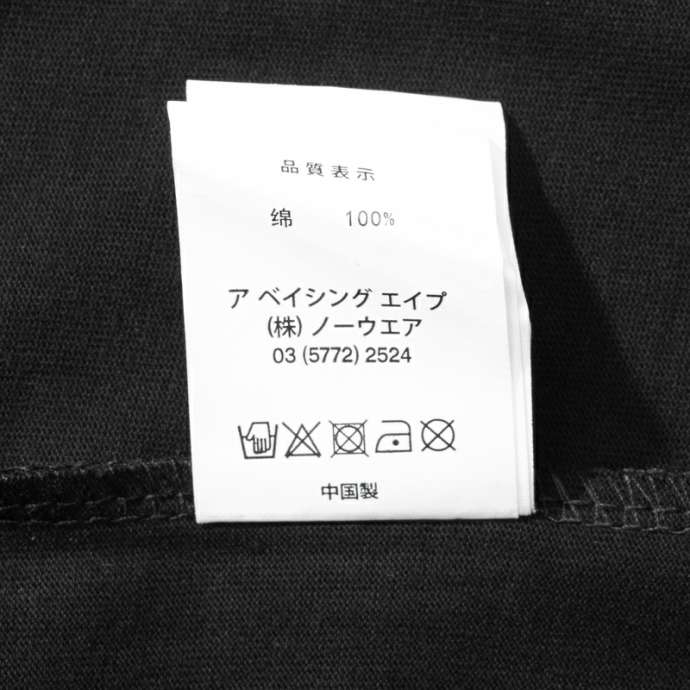 品質表示
綿 100%
ア ベイシング エイプ
(株) ノーウエア
03 (5772) 2524
中国製